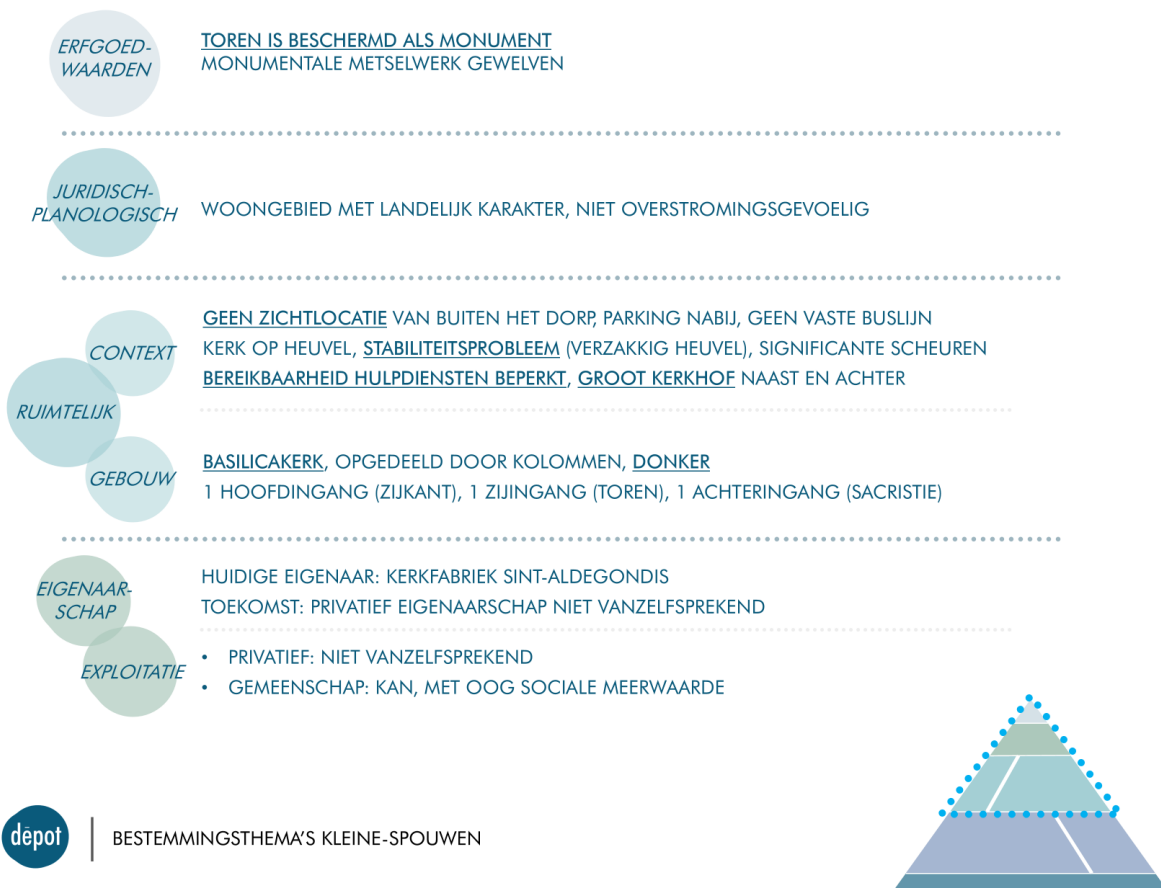 ERFGOED-
WAARDEN
TOREN IS BESCHERMD ALS MONUMENT
MONUMENTALE METSELWERK GEWELVEN
JURIDISCH-
PLANOLOGISCH
WOONGEBIED MET LANDELIJK KARAKTER, NIET OVERSTROMINGSGEVOELIG
RUIMTELIJK
CONTEXT
GEEN ZICHTLOCATIE VAN BUITEN HET DORP, PARKING NABIJ, GEEN VASTE BUSLIJN
KERK OP HEUVEL, STABILITEITSPROBLEEM (VERZAKKIG HEUVEL), SIGNIFICANTE SCHEUREN
BEREIKBAARHEID HULPDIENSTEN BEPERKT, GROOT KERKHOF NAAST EN ACHTER
GEBOUW
BASILICAKERK, OPGEDEELD DOOR KOLOMMEN, DONKER
1 HOOFDINGANG (ZIJKANT), 1 ZIJINGANG (TOREN), 1 ACHTERINGANG (SACRISTIE)
EIGENAAR-
SCHAP
HUIDIGE EIGENAAR: KERKFABRIEK SINT-ALDEGONDIS
TOEKOMST: PRIVATIEF EIGENAARSCHAP NIET VANZELFSPREKEND
EXPLOITATIE
• PRIVATIEF: NIET VANZELFSPREKEND
• GEMEENSCHAP: KAN, MET OOG SOCIALE MEERWAARDE
dêpot
BESTEMMINGSTHEMA'S KLEINE-SPOUWEN